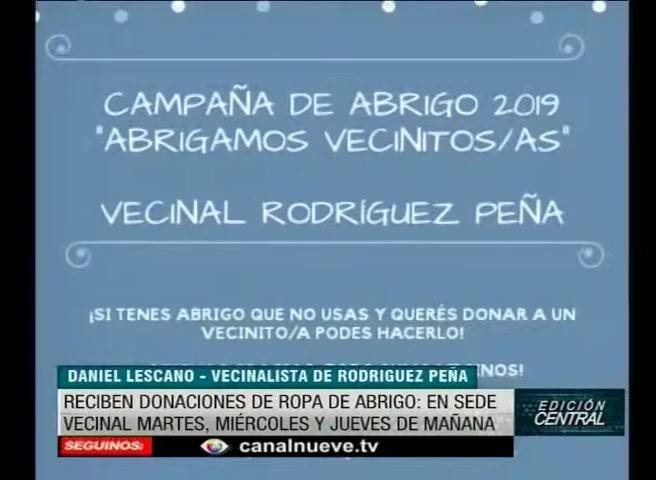 CAMPAÑA DE ABRIGO 2019
"ABRIGAMOS VECINITOS/AS"
VECINAL RODRÍGUEZ PEÑA
¡SI TENES ABRIGO QUE NO USAS Y QUERÉS DONAR A UN
VECINITO/A PODES HACERLO!
DANIEL LESCANO - VECINALISTA DE RODRIGUEZ PEÑA
RECIBEN DONACIONES DE ROPA DE ABRIGO: EN SEDE
VECINAL MARTES, MIÉRCOLES Y JUEVES DE MAÑANA
EDICIÓN
CENTRAL
SEGUINOS: canalnueve.tv